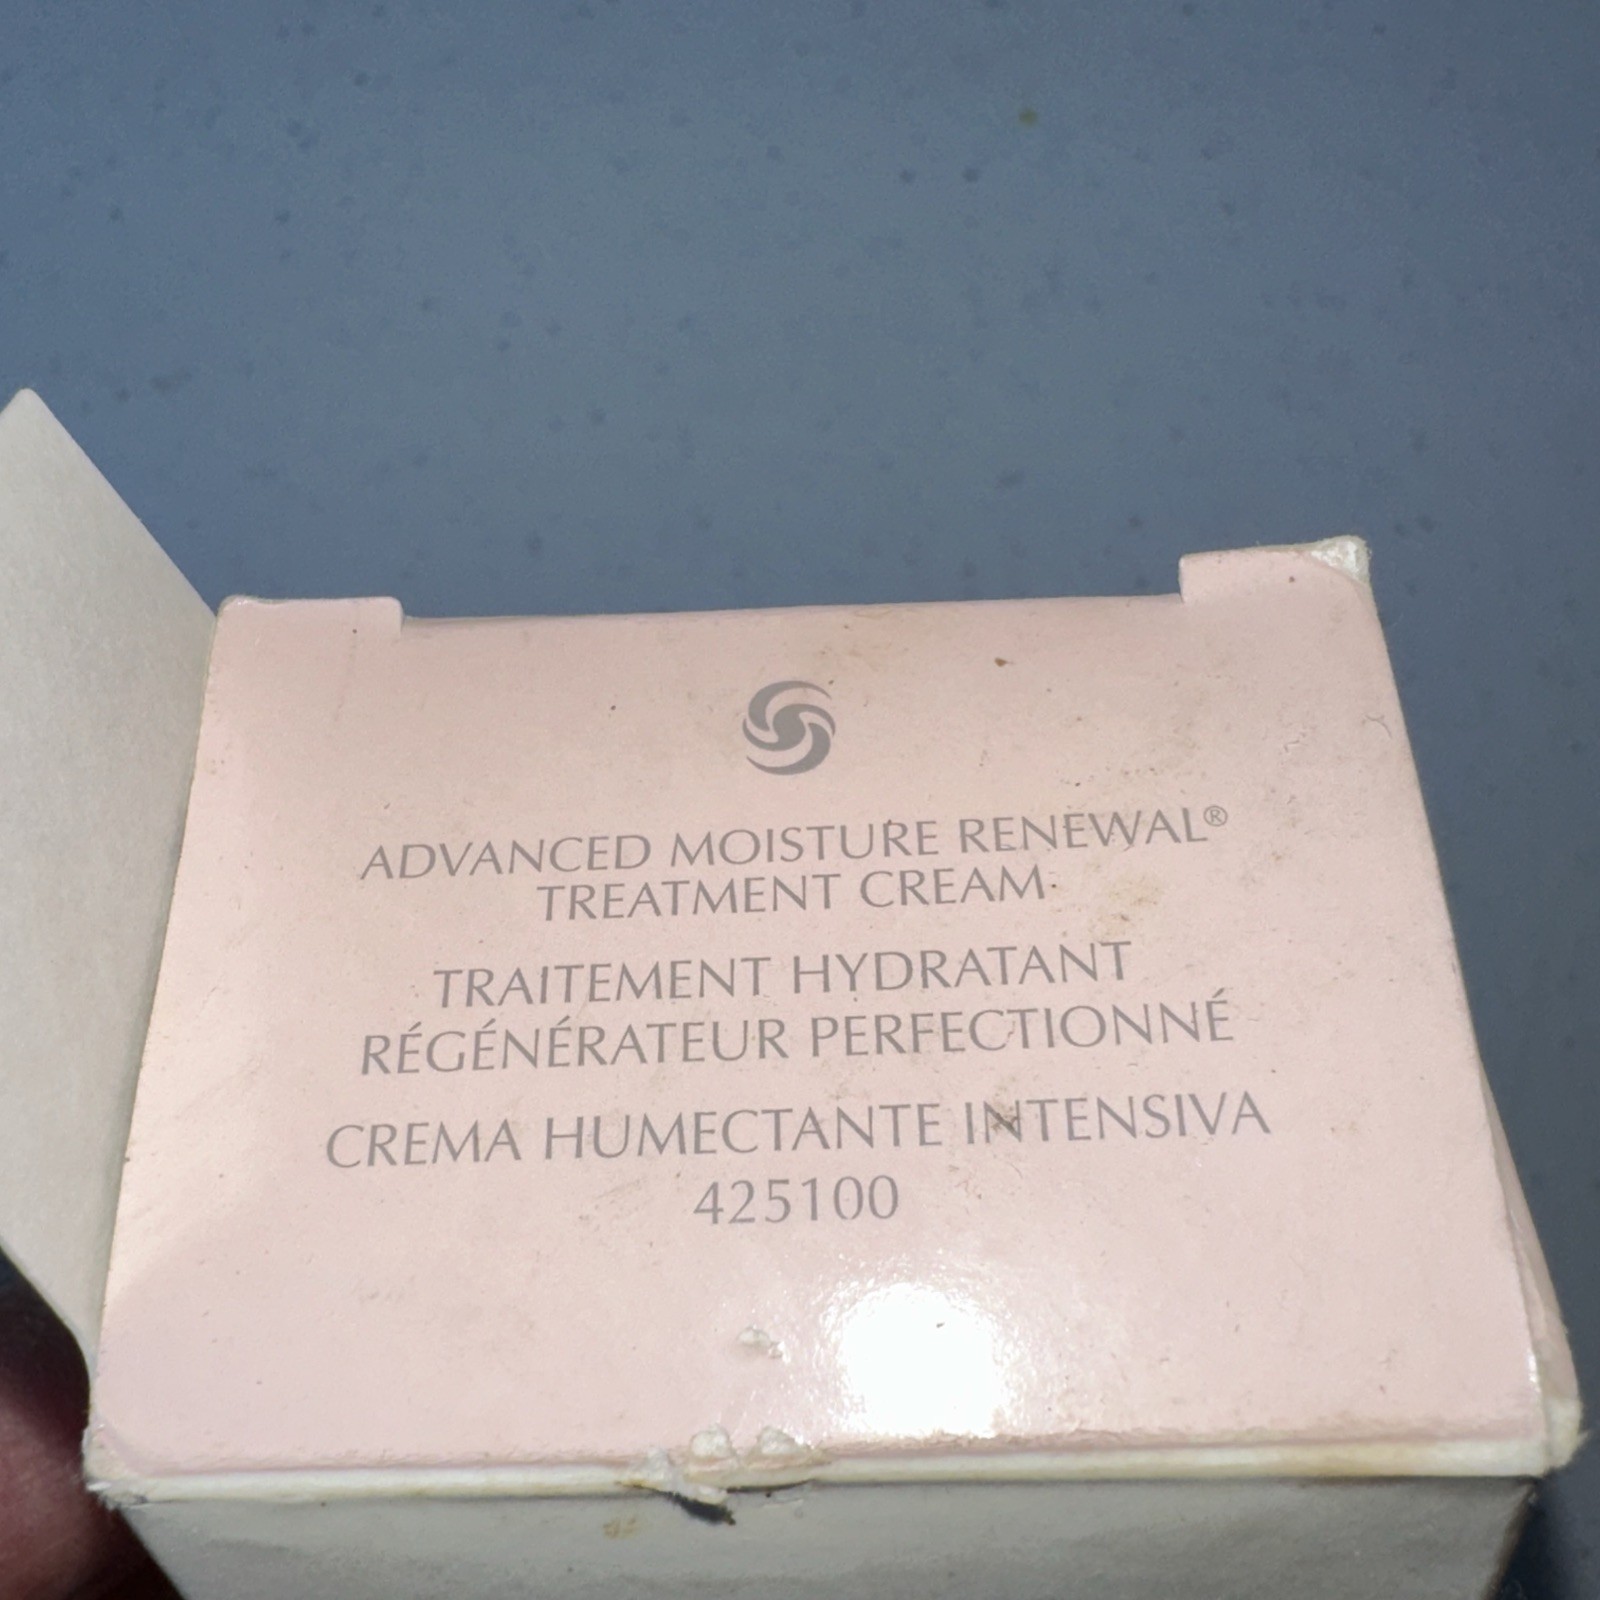 ADVANCED MOISTURE RENEWAL®
TREATMENT CREAM
TRAITEMENT HYDRATANT
RÉGÉNÉRATEUR PERFECTIONNÉ
CREMA HUMECTANTE INTENSIVA
425100